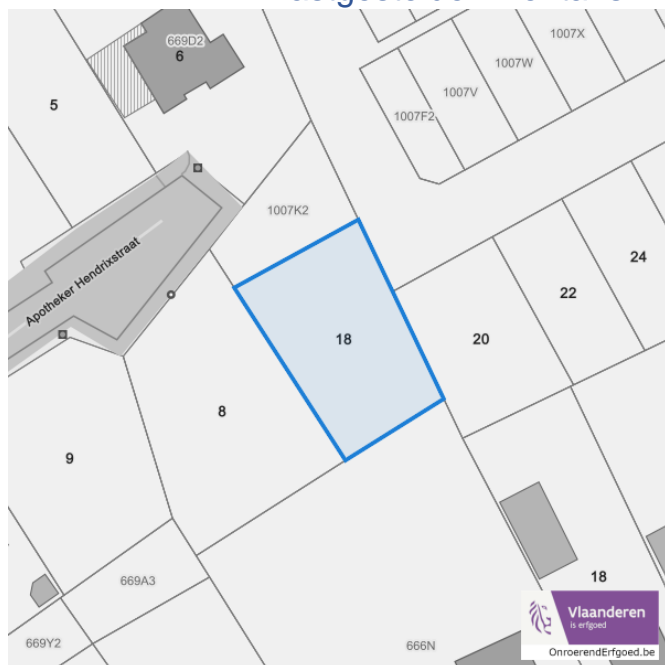 669D2
6
5
1007X
1007W
1007V
1007F2
1007K2
Apotheker Hendrixstraat
24
22
20
18
8
9
669A3
18
669Y2
666N
Vlaanderen
is erfgoed
OnroerendErfgoed.be